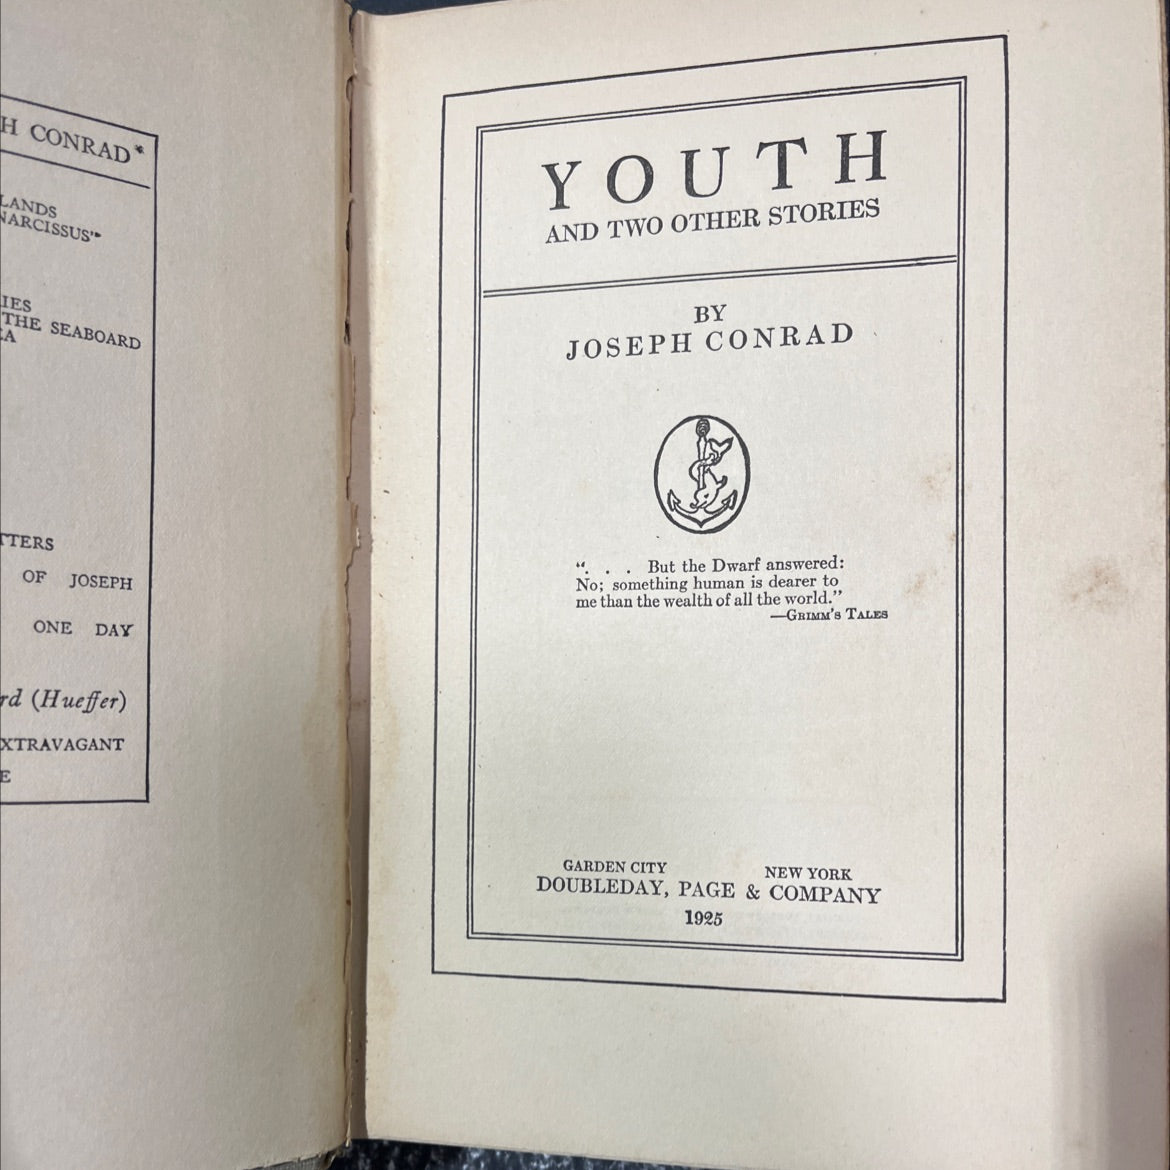 H CONRAD
LANDS
NARCISSUS"
IES
THE SEABOARD
EA
TTERS
OF JOSEPH
ONE DAY
rd (Hueffer)
XTRAVAGANT
E
YOUTH
AND TWO OTHER STORIES
BY
JOSEPH CONRAD
". . . But the Dwarf answered:
No; something human is dearer to
me than the wealth of all the world."
—GRIMM'S TALES
GARDEN CITY NEW YORK
DOUBLEDAY, PAGE & COMPANY
1925